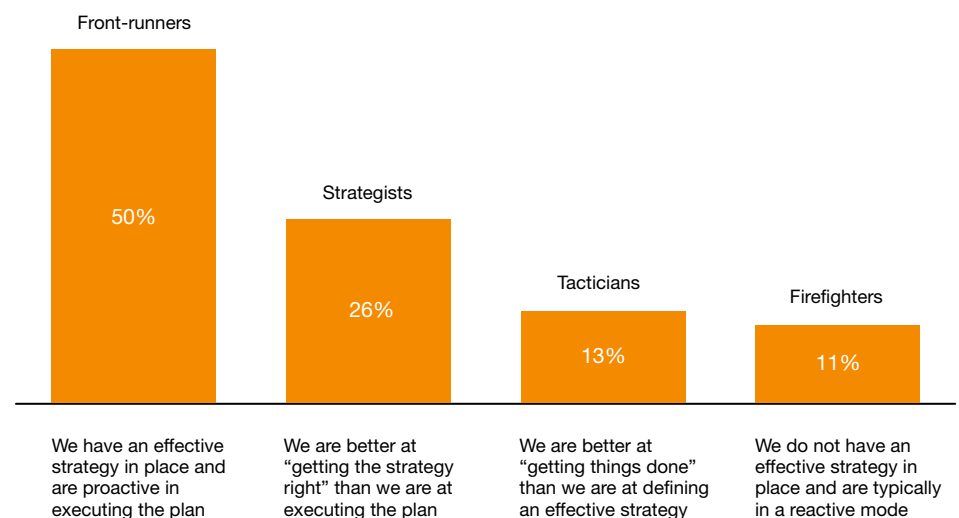 Front-runners
50%
Strategists
26%
Tacticians
13%
Firefighters
11%
We have an effective
strategy in place and
are proactive in
executing the plan
We are better at
“getting the strategy
right” than we are at
executing the plan
We are better at
“getting things done”
than we are at defining
an effective strategy
We do not have an
effective strategy in
place and are typically
in a reactive mode